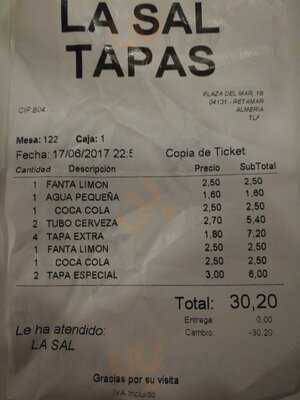 LA SAL
TAPAS
PLAZA DEL MAR, 18
04131 - RETAMAR
ALMERIA
CIF B04
TLF
Mesa: 122 Caja: 1
Fecha: 17/06/2017 22:5 Copia de Ticket
Cantidad Descripción Precio SubTotal
1 FANTA LIMON 2,50 2,50
1 AGUA PEQUEÑA 1,60 1,60
1 COCA COLA 2,50 2,50
2 TUBO CERVEZA 2,70 5,40
4 TAPA EXTRA 1,80 7,20
1 FANTA LIMON 2,50 2,50
1 COCA COLA 2,50 2,50
2 TAPA ESPECIAL 3,00 6,00
Total: 30,20
Entrega: 0,00
Cambio: -30,20
Le ha atendido:
LA SAL
Gracias por su visita
IVA Incluido